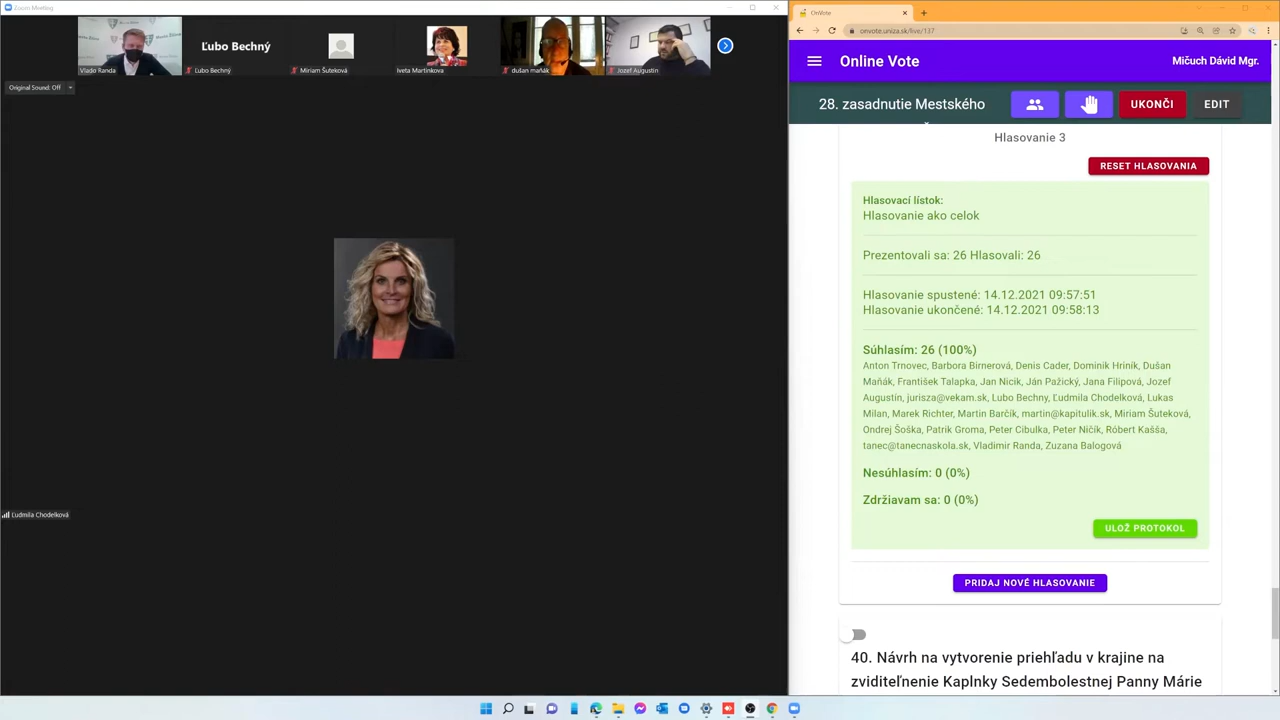 Zoom Meeting
Vlado Randa
Ľubo Bechný
Ľubo Bechný
Miriam Šuteková
Iveta Martinkova
dušan maňák
Jozef Augustin
Original Sound: Off
Ľudmila Chodelková
OnVote
onvote.uniza.sk/live/137
Online Vote
Mičuch Dávid Mgr.
28. zasadnutie Mestského
UKONČI
EDIT
Hlasovanie 3
RESET HLASOVANIA
Hlasovací lístok:
Hlasovanie ako celok
Prezentovali sa: 26 Hlasovali: 26
Hlasovanie spustené: 14.12.2021 09:57:51
Hlasovanie ukončené: 14.12.2021 09:58:13
Súhlasím: 26 (100%)
Anton Trnovec, Barbora Birnerová, Denis Cader, Dominik Hriník, Dušan
Maňák, František Talapka, Jan Nicik, Ján Pažický, Jana Filipová, Jozef
Augustín, jurisza@vekam.sk, Lubo Bechny, Ľudmila Chodelková, Lukas
Milan, Marek Richter, Martin Barčík, martin@kapitulik.sk, Miriam Šuteková,
Ondrej Šoška, Patrik Groma, Peter Cibulka, Peter Ničík, Róbert Kašša,
tanec@tanecnaskola.sk, Vladimir Randa, Zuzana Balogová
Nesúhlasím: 0 (0%)
Zdržiavam sa: 0 (0%)
ULOŽ PROTOKOL
PRIDAJ NOVÉ HLASOVANIE
40. Návrh na vytvorenie priehľadu v krajine na
zviditeľnenie Kaplnky Sedembolestnej Panny Márie